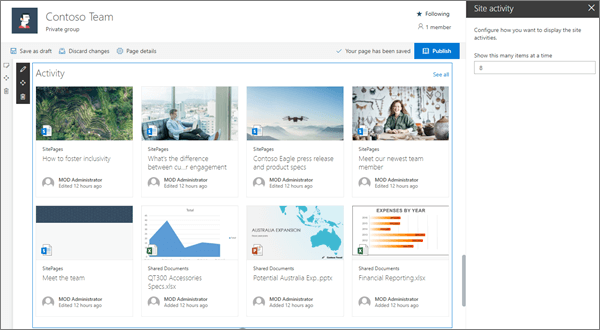 Contoso Team
Private group
Following
1 member
Site activity
Configure how you want to display the site
activities.
Show this many items at a time
8
Save as draft
Discard changes
Page details
Your page has been saved
Publish
Activity
See all
SitePages
How to foster inclusivity
MOD Administrator
Edited 12 hours ago
SitePages
What's the difference
between cu...r engagement
MOD Administrator
Edited 12 hours ago
SitePages
Contoso Eagle press release
and product specs
MOD Administrator
Edited 12 hours ago
SitePages
Meet our newest team
member
MOD Administrator
Edited 12 hours ago
SitePages
Meet the team
MOD Administrator
Edited 12 hours ago
Total
Shared Documents
QT300 Accessories
Specs.xlsx
MOD Administrator
Added 12 hours ago
AUSTRALIA EXPANSION
Shared Documents
Potential Australia Exp..pptx
MOD Administrator
Added 12 hours ago
EXPENSES BY YEAR
Shared Documents
Financial Reporting.xlsx
MOD Administrator
Added 12 hours ago